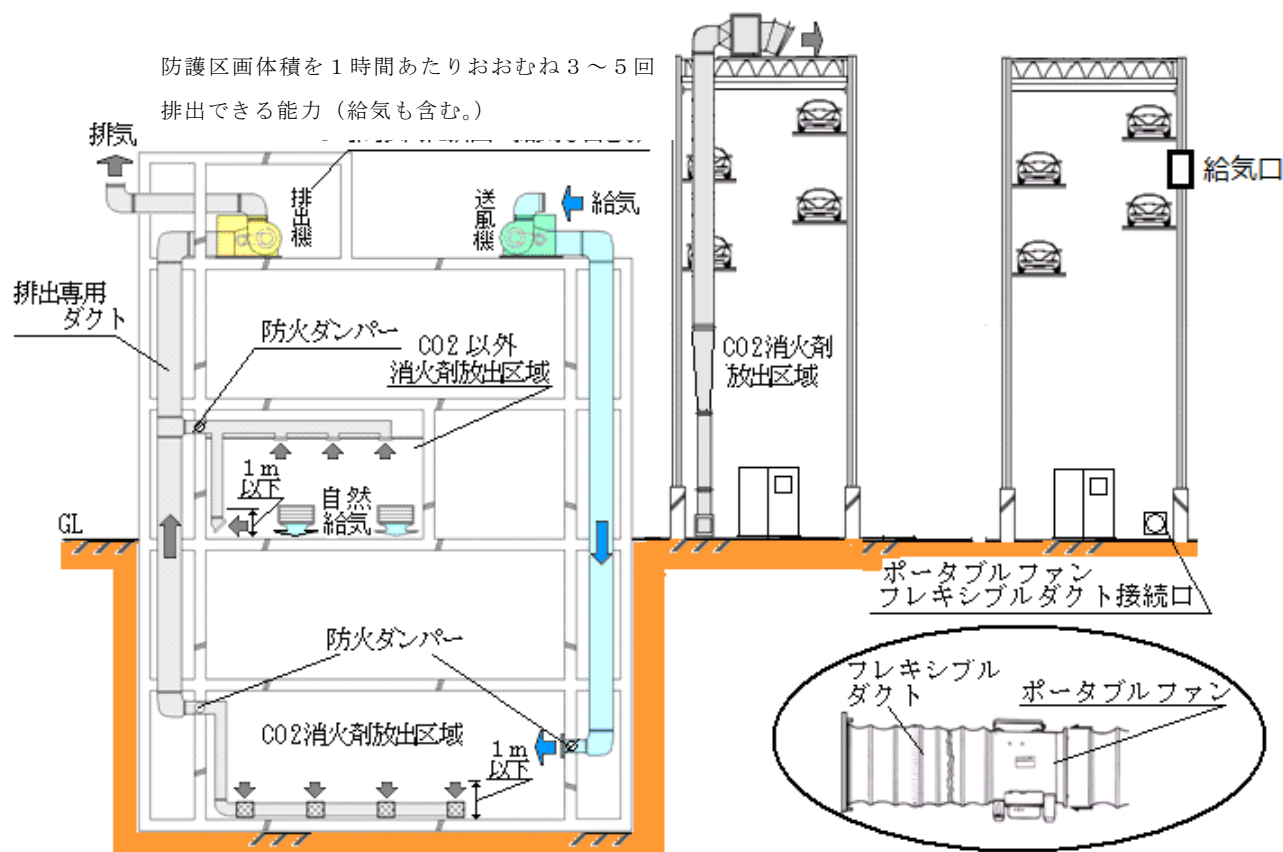 防護区画体積を１時間あたりおおむね３～５回
排出できる能力（給気も含む。）
排気
排出機
送風機
給気
給気口
排出専用
ダクト
防火ダンパー
CO2 以外
消火剤放出区域
CO2消火剤
放出区域
1m
以下
自然
給気
GL
ポータブルファン
フレキシブルダクト接続口
防火ダンパー
フレキシブル
ダクト
ポータブルファン
CO2消火剤放出区域
1m
以下